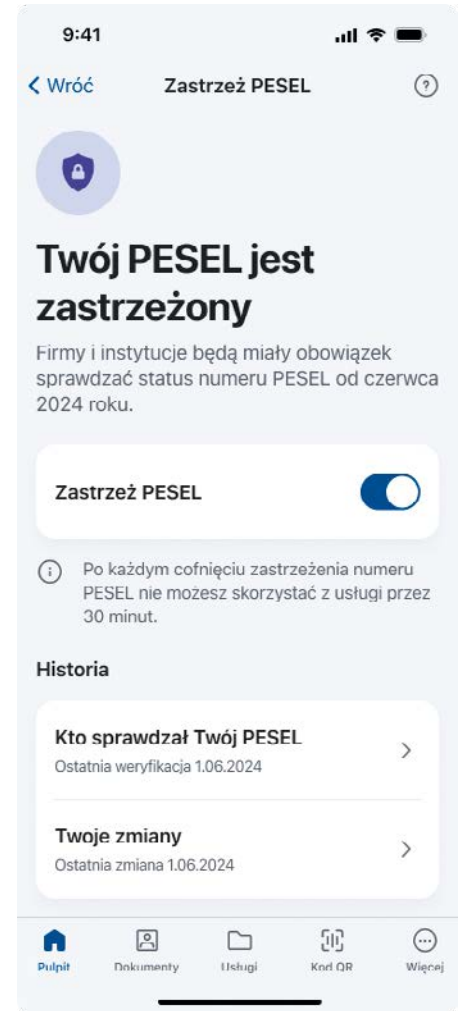 9:41
Wróć
Zastrzeż PESEL
Twój PESEL jest
zastrzeżony
Firmy i instytucje będą miały obowiązek
sprawdzać status numeru PESEL od czerwca
2024 roku.
Zastrzeż PESEL
Po każdym cofnięciu zastrzeżenia numeru
PESEL nie możesz skorzystać z usługi przez
30 minut.
Historia
Kto sprawdzał Twój PESEL
Ostatnia weryfikacja 1.06.2024
Twoje zmiany
Ostatnia zmiana 1.06.2024
Pulpit Dokumenty Usługi Kod QR Więcej